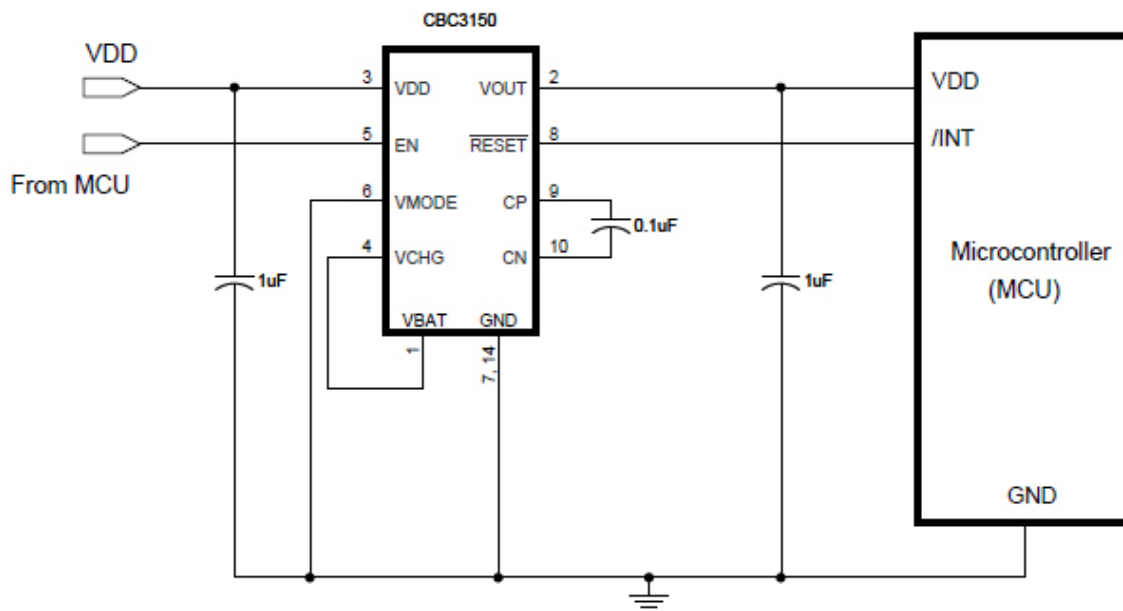 CBC3150
VDD
3
VDD
VOUT
2
VDD
5
EN
RESET
8
/INT
From MCU
6
VMODE
CP
9
0.1uF
4
VCHG
CN
10
Microcontroller
(MCU)
1uF
1uF
VBAT
GND
1
7, 14
GND